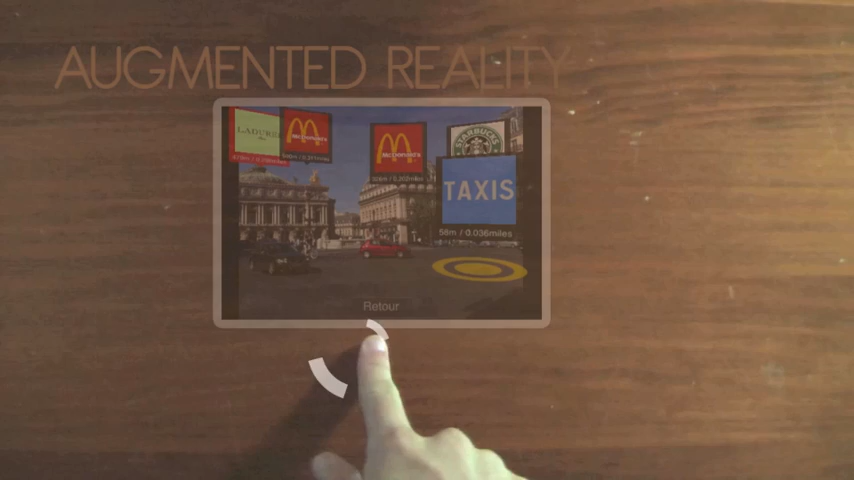 AUGMENTED REALITY
LADURÉE
McDonald's
McDonald's
STARBUCKS
TAXIS
56m / 0.036miles
Retour